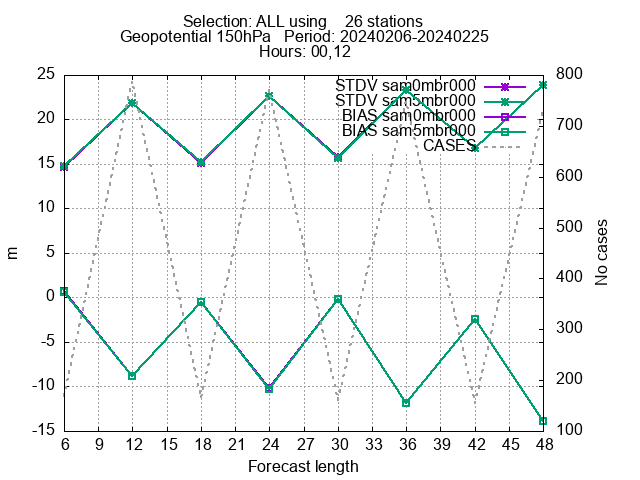 Selection: ALL using    26 stations
Geopotential 150hPa   Period: 20240206-20240225
Hours: 00,12
STDV sam0mbr000
STDV sam5mbr000
BIAS sam0mbr000
BIAS sam5mbr000
CASES
25
20
15
10
5
0
-5
-10
-15
m
800
700
600
500
400
300
200
100
No cases
6 9 12 15 18 21 24 27 30 33 36 39 42 45 48
Forecast length